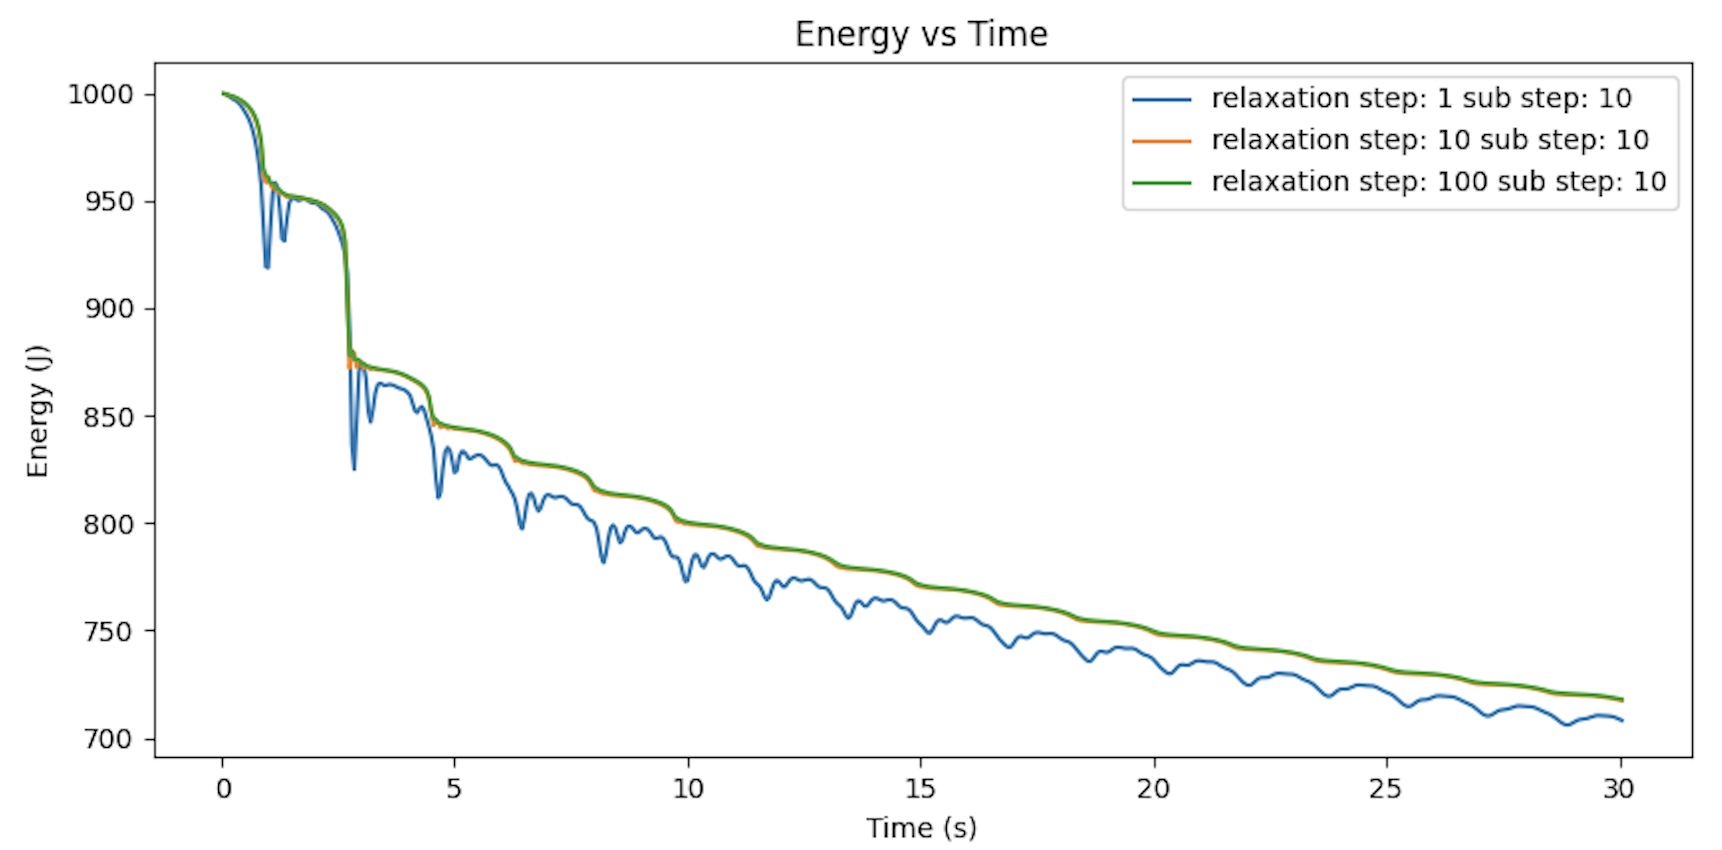 Energy vs Time
relaxation step: 1 sub step: 10
relaxation step: 10 sub step: 10
relaxation step: 100 sub step: 10
Energy (J)
1000
950
900
850
800
750
700
0 5 10 15 20 25 30
Time (s)